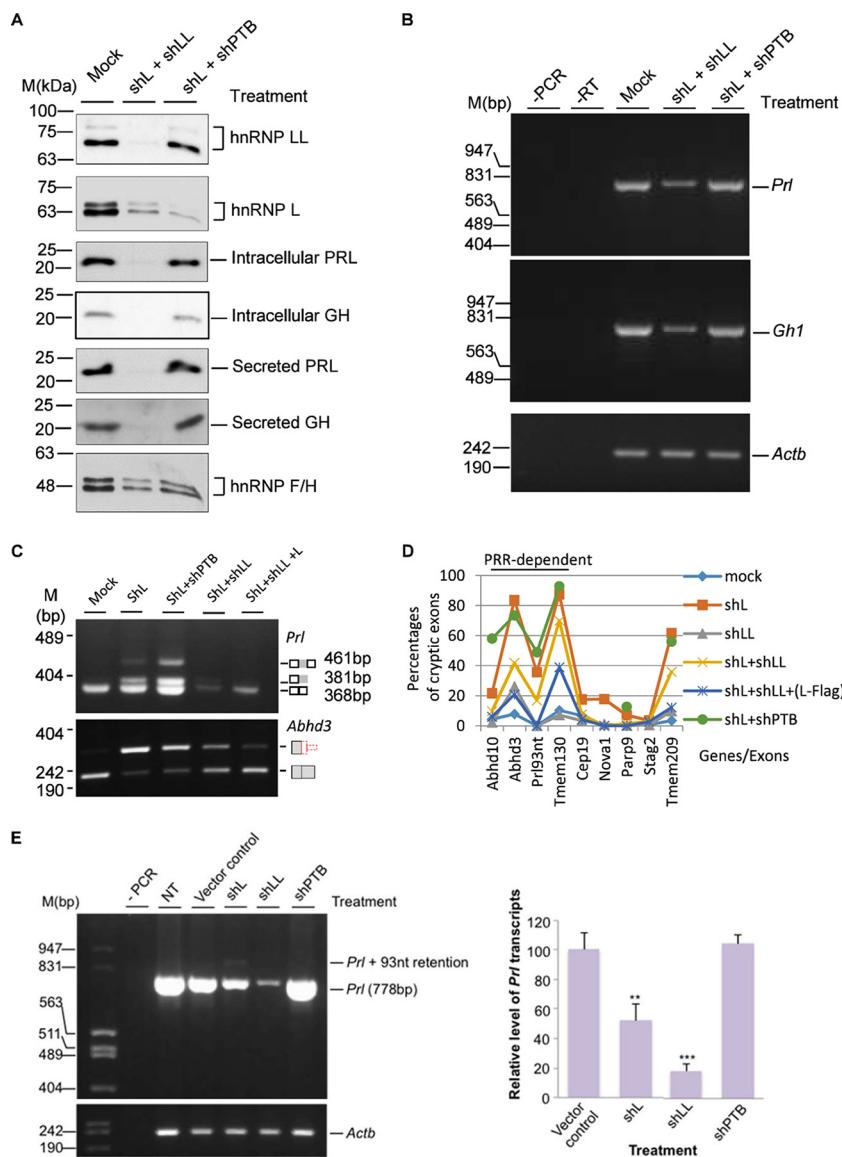 A
Mock
shL + shLL
shL + shPTB
M(kDa)
Treatment
100
75
63
hnRNP LL
75
63
hnRNP L
25
20
Intracellular PRL
25
20
Intracellular GH
25
20
Secreted PRL
25
20
Secreted GH
63
48
hnRNP F/H
B
-PCR
-RT
Mock
shL + shLL
shL + shPTB
M(bp)
Treatment
947
831
563
489
404
Prl
947
831
563
489
Gh1
242
190
Actb
C
M
(bp)
Mock
ShL
ShL+shPTB
ShL+shLL
ShL+shLL +L
489
404
Prl
461bp
381bp
368bp
Abhd3
404
242
190
D
PRR-dependent
Percentages
of cryptic exons
100
80
60
40
20
0
Abhd10
Abhd3
Prl93nt
Tmem130
Cep19
Nova1
Parp9
Stag2
Tmem209
Genes/Exons
mock
shL
shLL
shL+shLL
shL+shLL+(L-Flag)
shL+shPTB
E
M(bp)
- PCR
NT
Vector control
shL
shLL
shPTB
Treatment
947
831
563
511
489
404
Prl + 93nt retention
Prl (778bp)
242
190
Actb
Relative level of Prl transcripts
120
100
80
60
40
20
0
**
***
Vector
control
shL
shLL
shPTB
Treatment